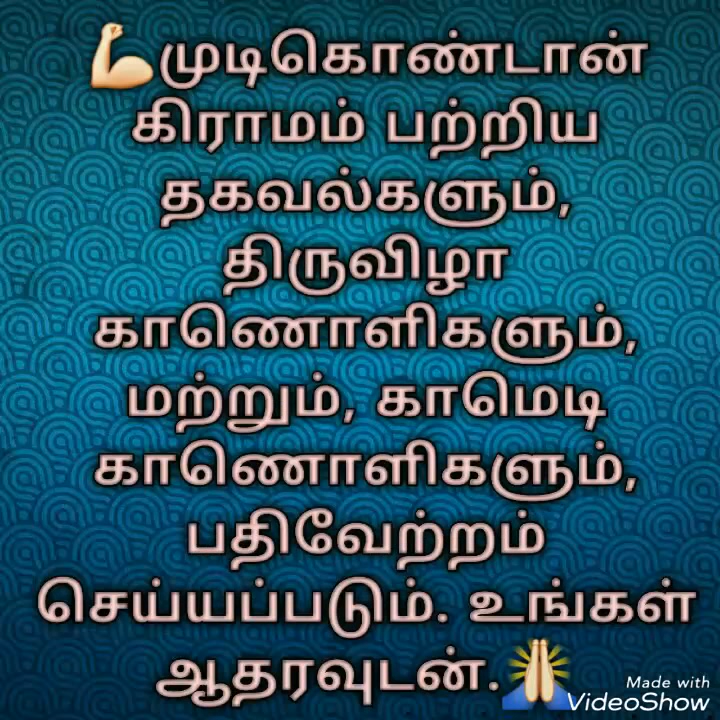 💪முடிகொண்டான்
கிராமம் பற்றிய
தகவல்களும்,
திருவிழா
காணொளிகளும்,
மற்றும், காமெடி
காணொளிகளும்,
பதிவேற்றம்
செய்யப்படும். உங்கள்
ஆதரவுடன்.🙏
Made with
VideoShow